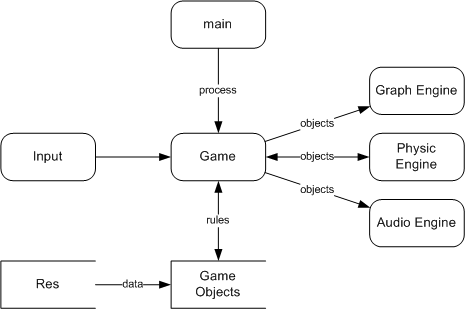 main
process
Graph Engine
objects
Input
Game
objects
Physic
Engine
objects
rules
Audio Engine
Res
data
Game
Objects